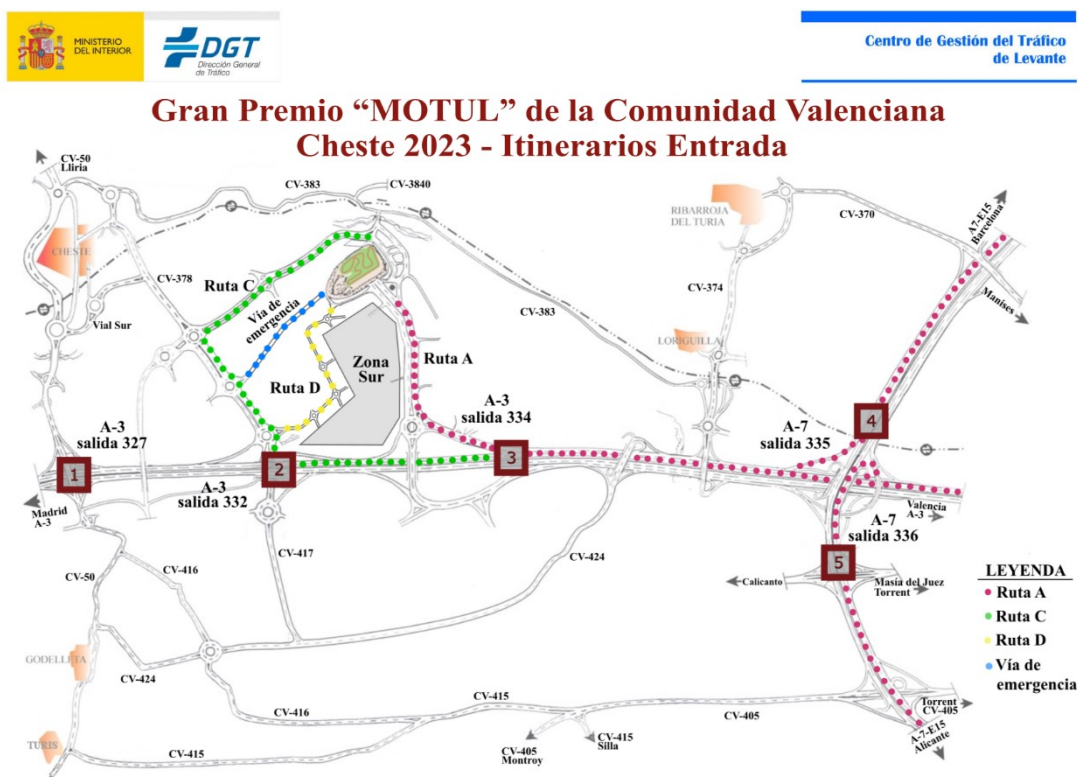 MINISTERIO
DEL INTERIOR
DGT
Dirección General
de Tráfico
Centro de Gestión del Tráfico
de Levante
Gran Premio “MOTUL” de la Comunidad Valenciana
Cheste 2023 - Itinerarios Entrada
CV-50
Lliria
CV-383
CV-3840
RIBARROJA
DEL TURIA
CV-370
A7-E15
Barcelona
CHESTE
CV-378
Ruta C
Vía de
emergencia
CV-374
Manises
CV-383
Vial Sur
LORIGUILLA
Zona
Sur
Ruta A
Ruta D
A-3
salida 327
A-3
salida 334
A-7
salida 335
4
1
2
3
A-3
salida 332
Madrid
A-3
Valencia
A-3
A-7
salida 336
5
CV-417
CV-424
CV-50
CV-416
Calicanto
Masía del Juez
Torrent
LEYENDA
Ruta A
Ruta C
Ruta D
Vía de
emergencia
GODELLETA
CV-424
CV-416
CV-415
CV-405
Torrent
CV-405
TURIS
CV-415
CV-405
Montroy
CV-415
Silla
A-7-E15
Alicante